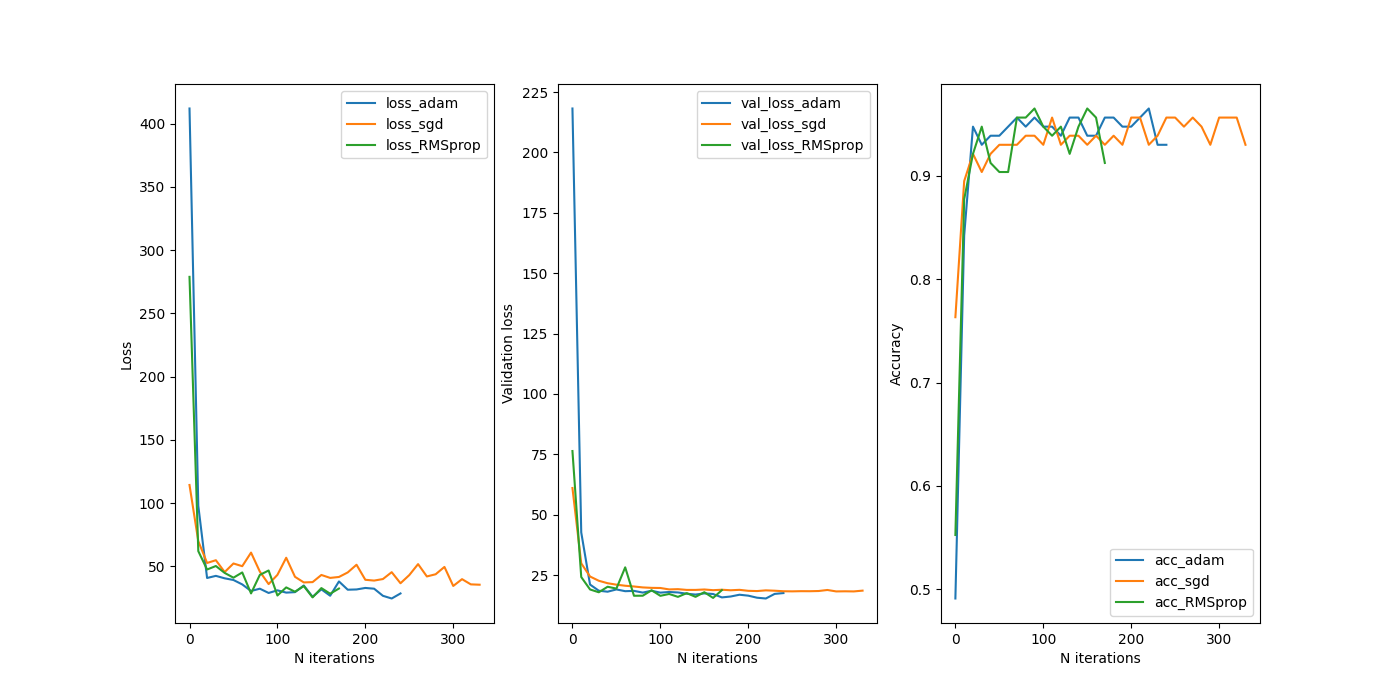 loss_adam
loss_sgd
loss_RMSprop
400
350
300
250
200
150
100
50
Loss
0
100
200
300
N iterations
val_loss_adam
val_loss_sgd
val_loss_RMSprop
225
200
175
150
125
100
75
50
25
Validation loss
0
100
200
300
N iterations
0.9
0.8
0.7
0.6
0.5
Accuracy
acc_adam
acc_sgd
acc_RMSprop
0
100
200
300
N iterations